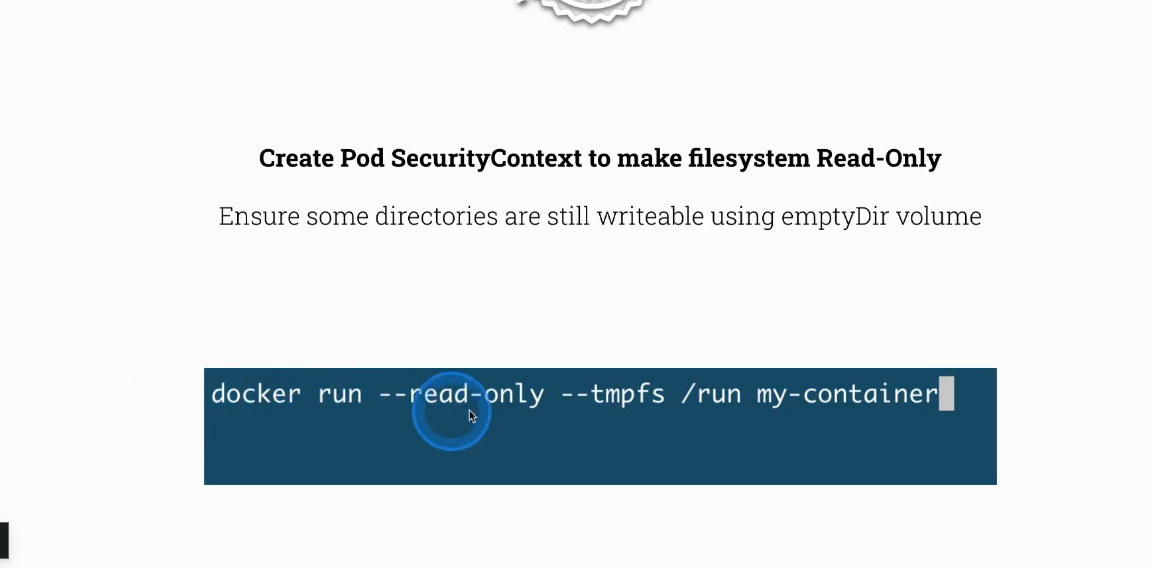 Create Pod SecurityContext to make filesystem Read-Only
Ensure some directories are still writeable using emptyDir volume
docker run --read-only --tmpfs /run my-container